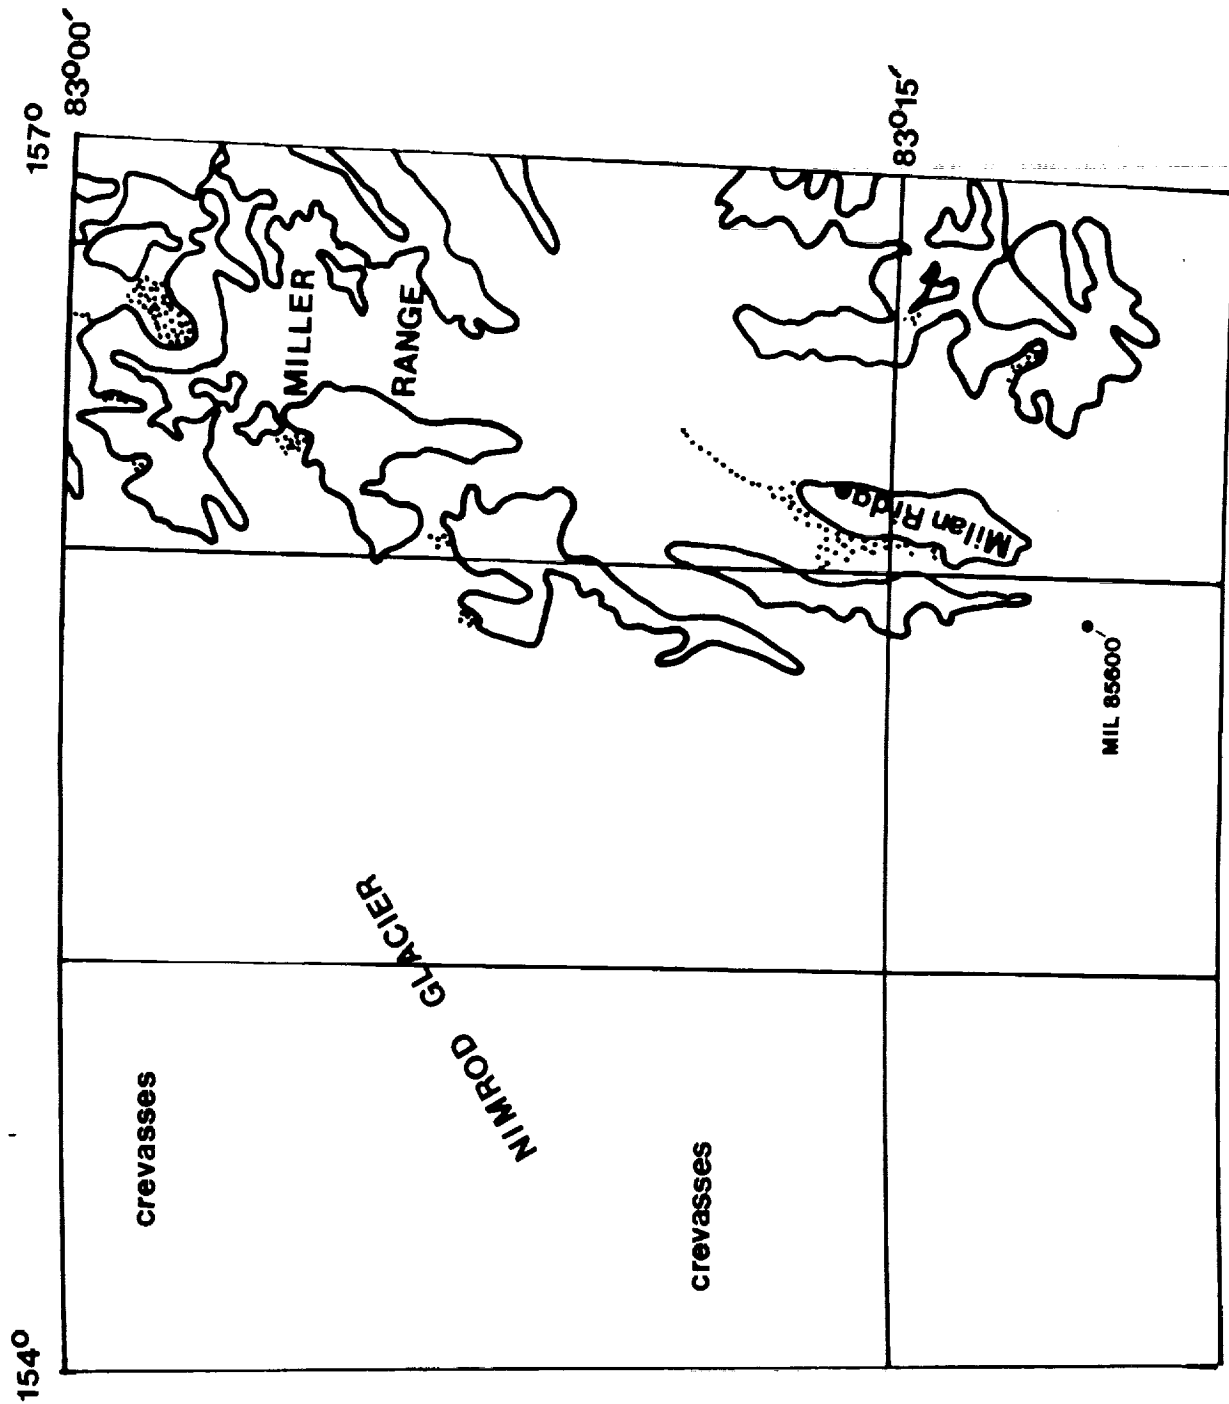 154°
157°
83°00′
83°15′
MILLER
RANGE
Milan Ridge
MIL 85600
NIMROD GLACIER
crevasses
crevasses